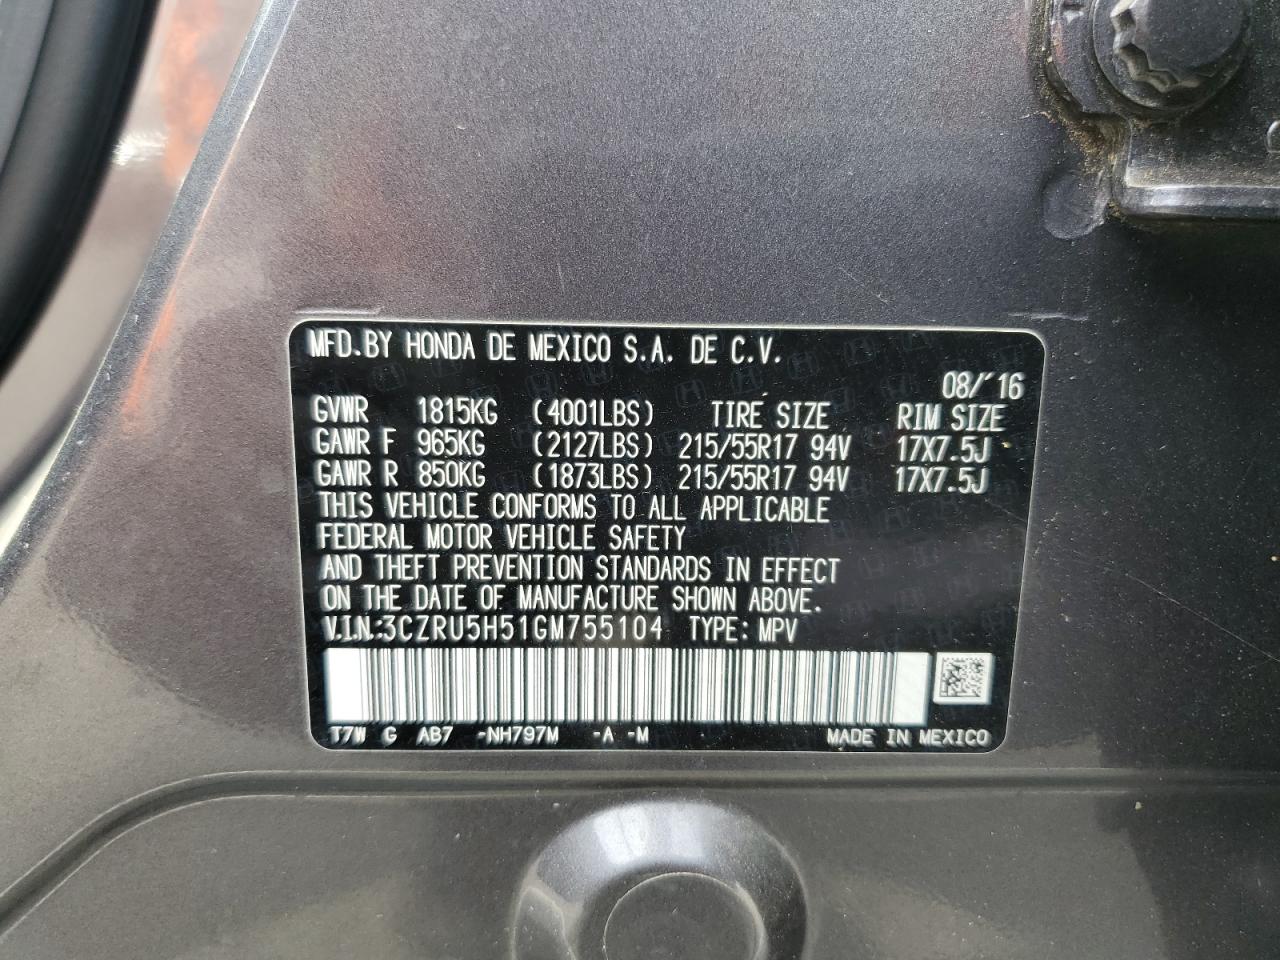 MFD.BY HONDA DE MEXICO S.A. DE C.V.
08/'16
GVWR 1815KG (4001LBS) TIRE SIZE RIM SIZE
GAWR F 965KG (2127LBS) 215/55R17 94V 17X7.5J
GAWR R 850KG (1873LBS) 215/55R17 94V 17X7.5J
THIS VEHICLE CONFORMS TO ALL APPLICABLE
FEDERAL MOTOR VEHICLE SAFETY
AND THEFT PREVENTION STANDARDS IN EFFECT
ON THE DATE OF MANUFACTURE SHOWN ABOVE.
V.I.N.:3CZRU5H51GM755104 TYPE: MPV
T7W G AB7 -NH797M -A -M MADE IN MEXICO